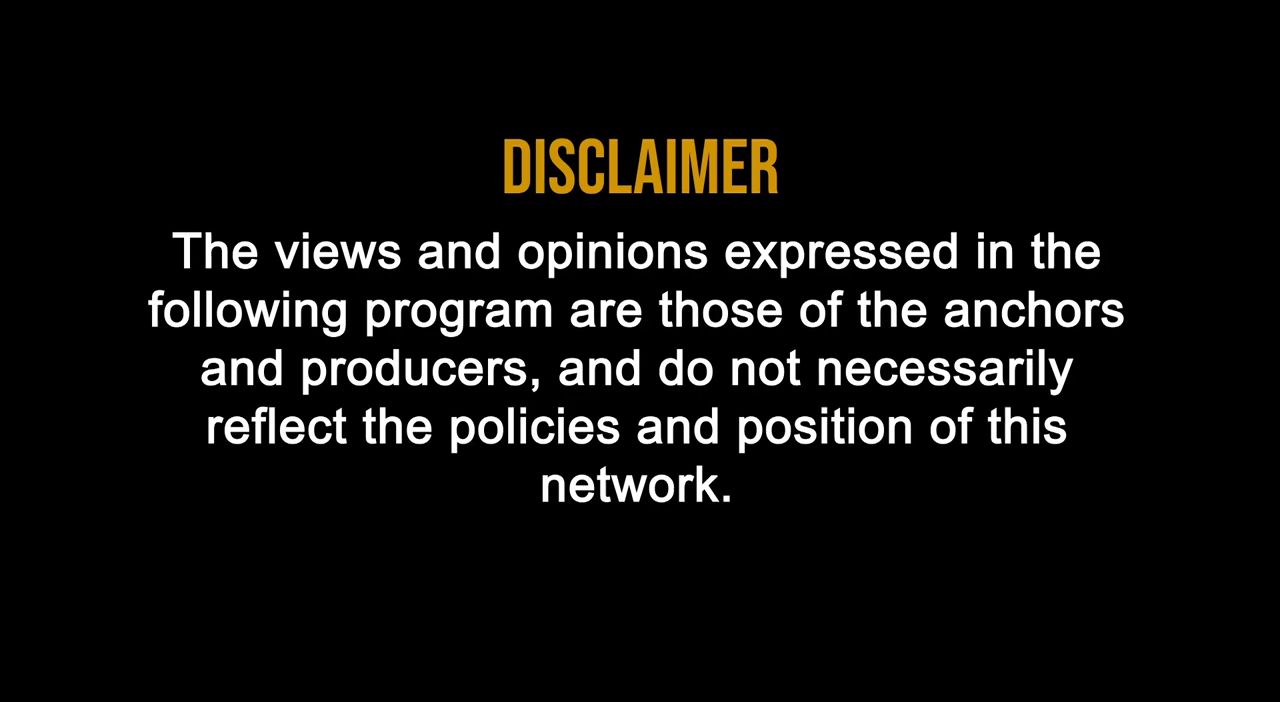 DISCLAIMER
The views and opinions expressed in the
following program are those of the anchors
and producers, and do not necessarily
reflect the policies and position of this
network.